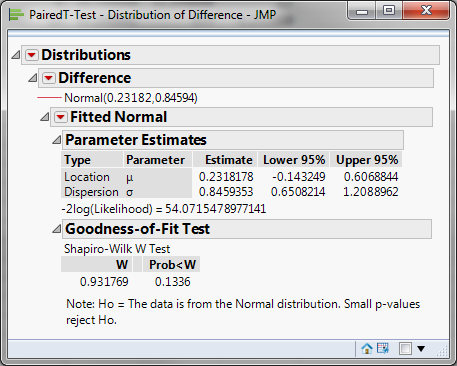 PairedT-Test - Distribution of Difference - JMP
Distributions
Difference
Normal(0.23182,0.84594)
Fitted Normal
Parameter Estimates
Type Parameter Estimate Lower 95% Upper 95%
Location μ 0.2318178 -0.143249 0.6068844
Dispersion σ 0.8459353 0.6508214 1.2088962
-2log(Likelihood) = 54.0715478977141
Goodness-of-Fit Test
Shapiro-Wilk W Test
W Prob<W
0.931769 0.1336
Note: Ho = The data is from the Normal distribution. Small p-values
reject Ho.